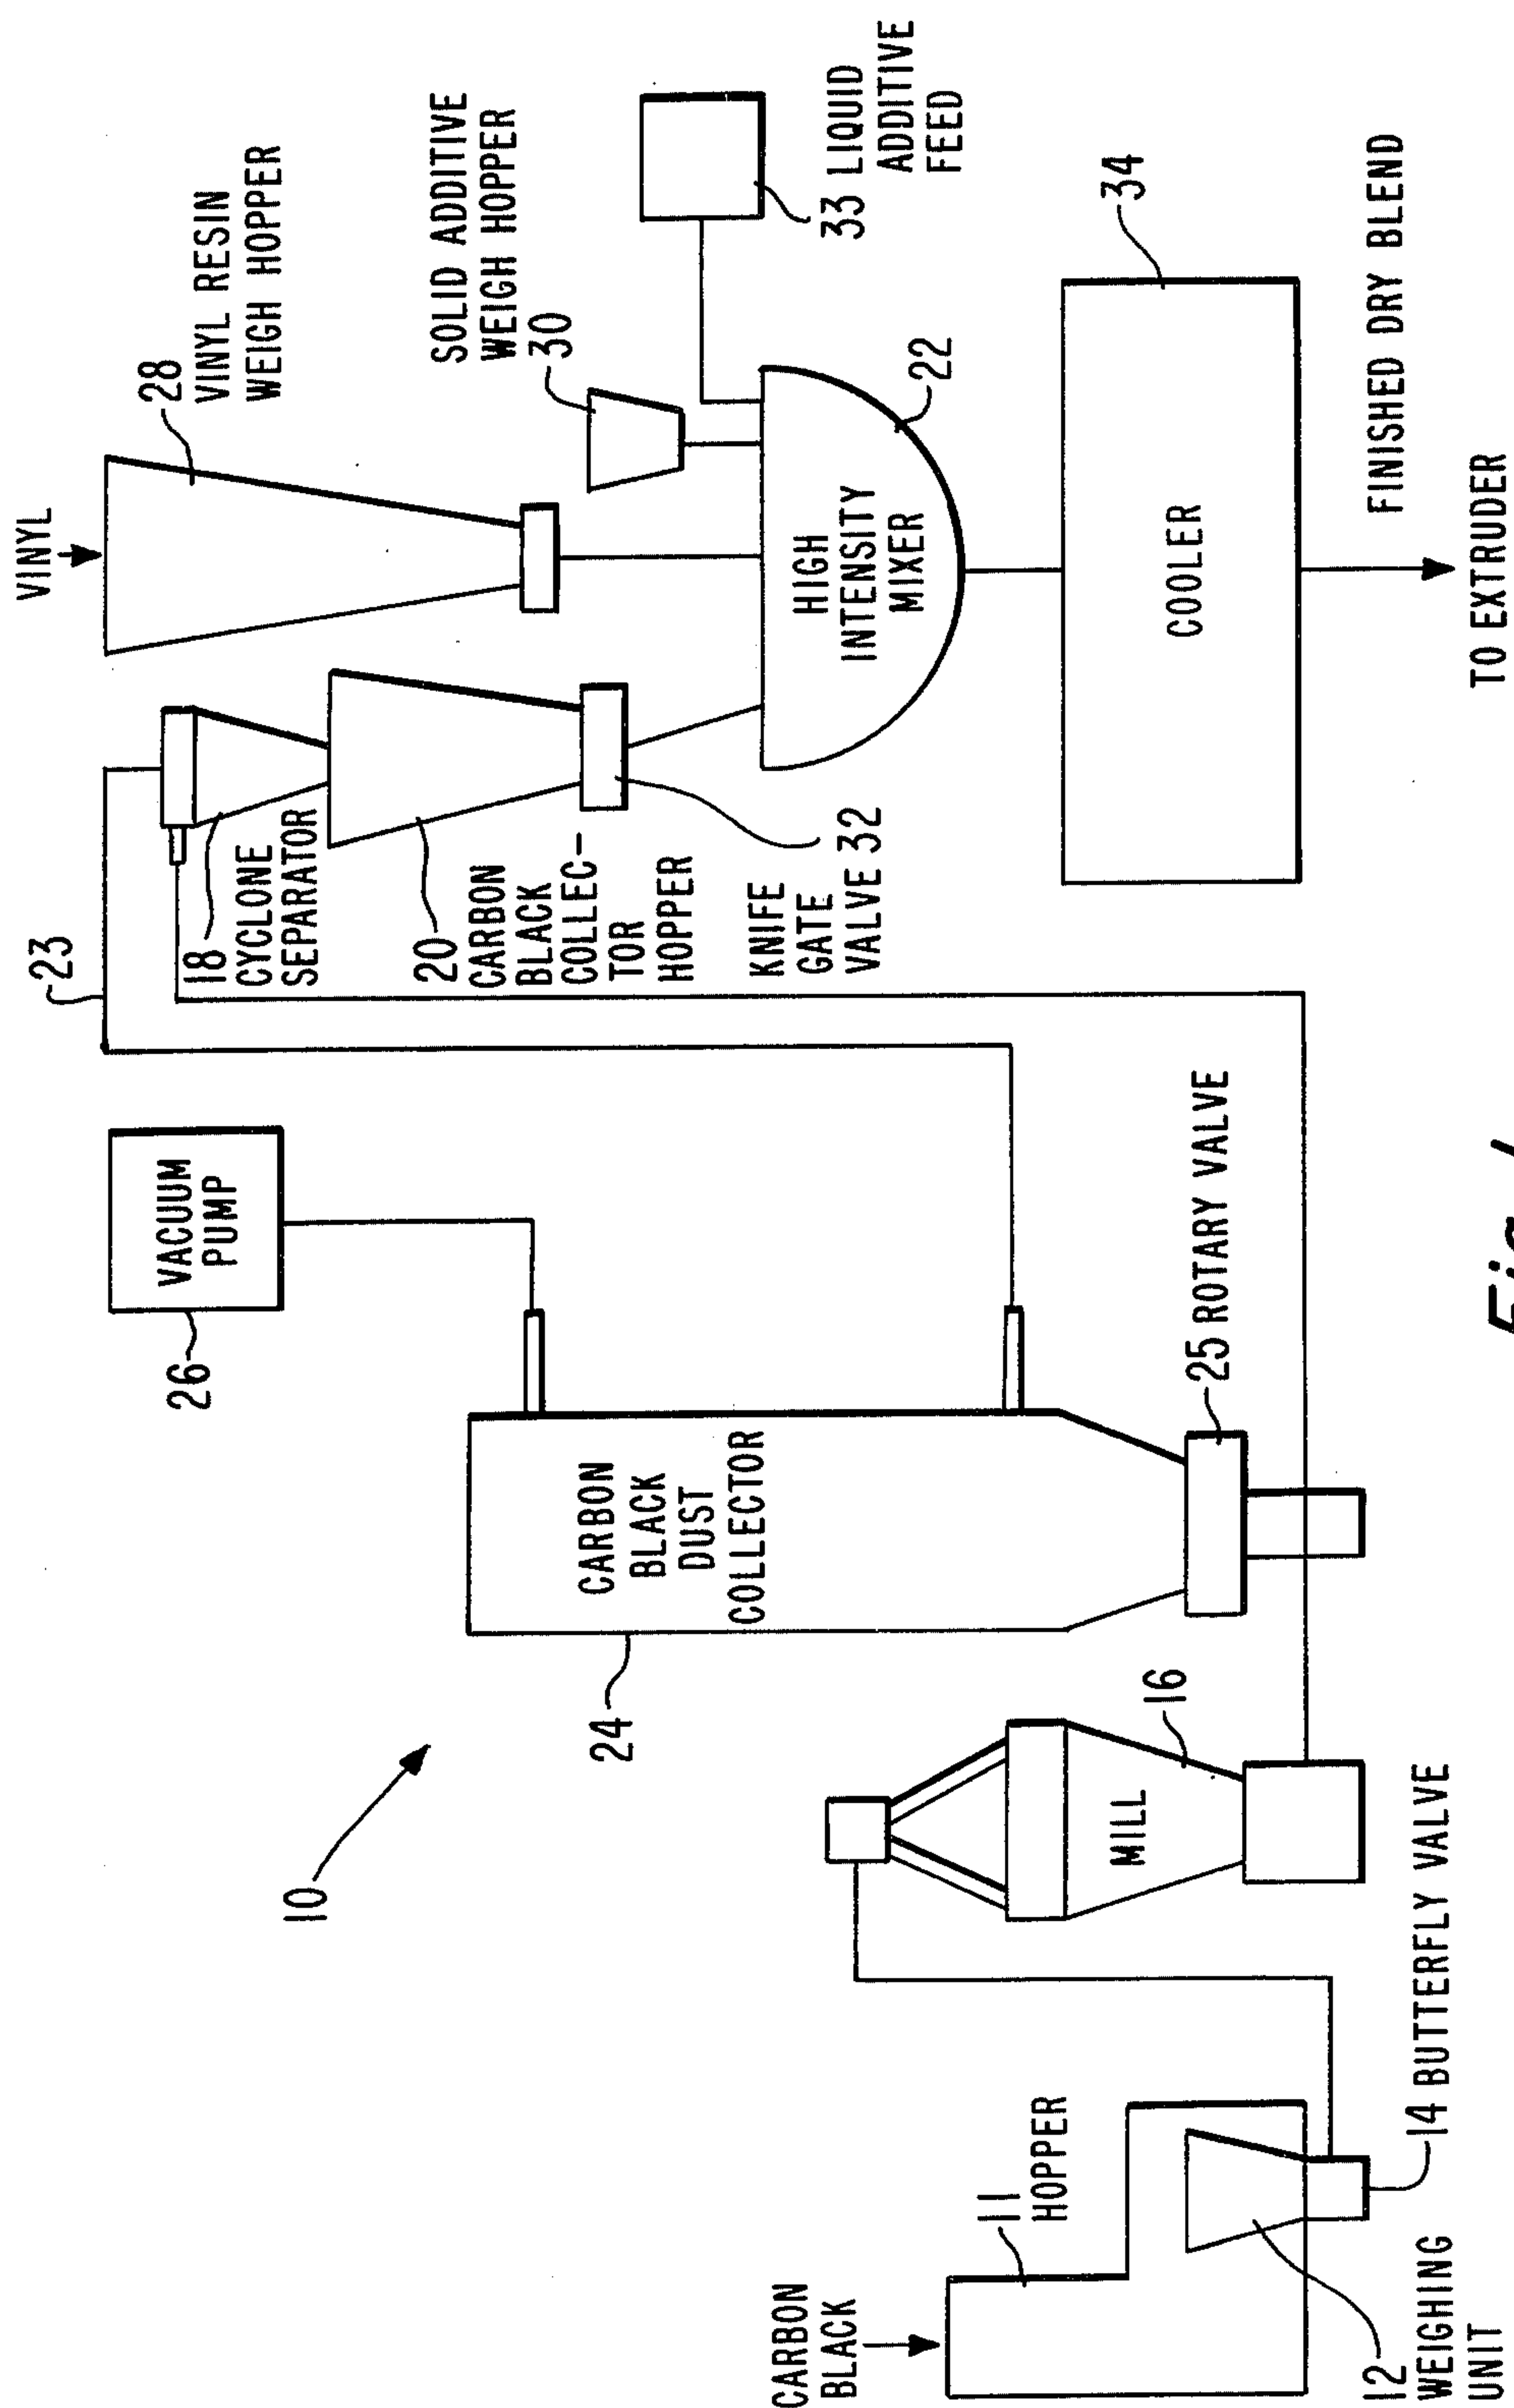 VINYL
28
VINYL RESIN
WEIGH HOPPER
SOLID ADDITIVE
WEIGH HOPPER
30
33 LIQUID
ADDITIVE
FEED
23
18
CYCLONE
SEPARATOR
20
CARBON
BLACK
COLLEC-
TOR
HOPPER
KNIFE
GATE
VALVE 32
HIGH
INTENSITY
MIXER
22
34
COOLER
FINISHED DRY BLEND
TO EXTRUDER
VACUUM
PUMP
26
CARBON
BLACK
DUST
COLLECTOR
24
25 ROTARY VALVE
10
MILL
16
CARBON
BLACK
11
HOPPER
12
WEIGHING
UNIT
14 BUTTERFLY VALVE
Fig. 1